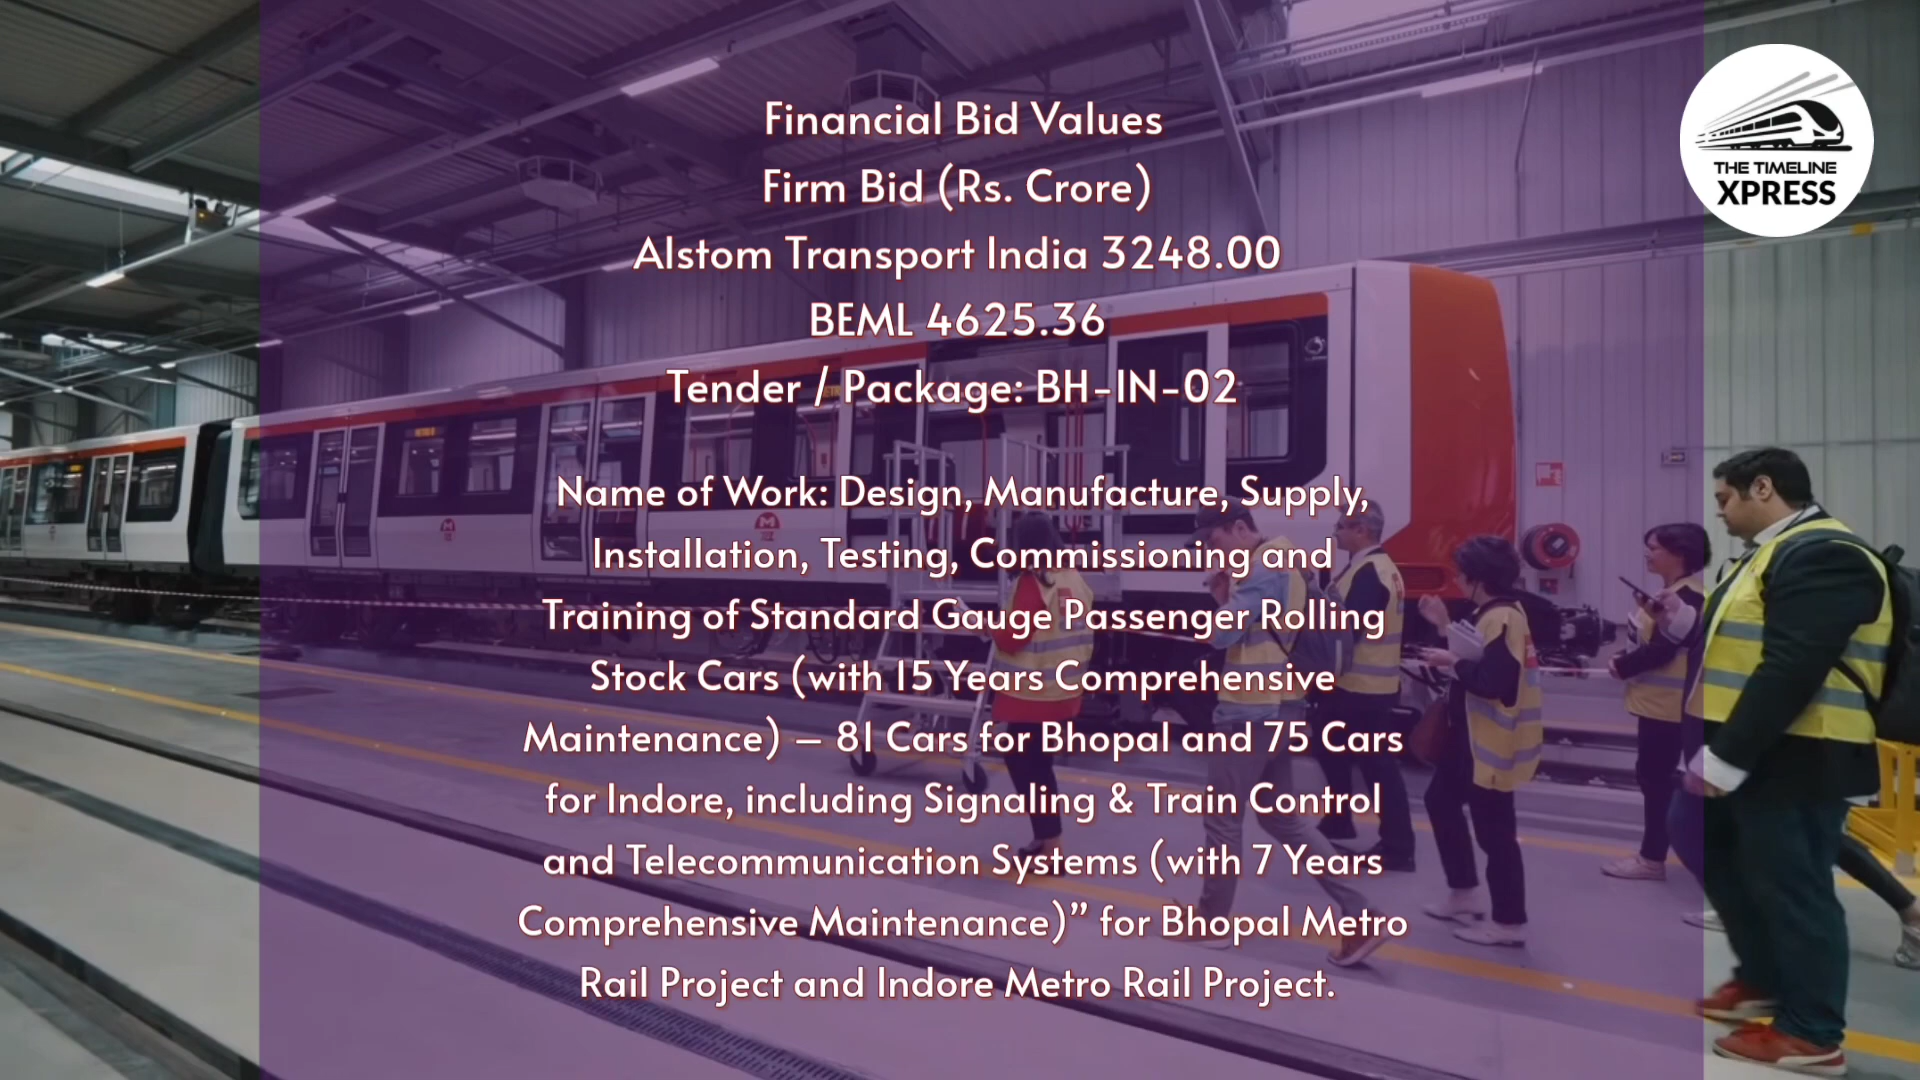 Financial Bid Values
Firm Bid (Rs. Crore)
Alstom Transport India 3248.00
BEML 4625.36
Tender / Package: BH-IN-02
Name of Work: Design, Manufacture, Supply,
Installation, Testing, Commissioning and
Training of Standard Gauge Passenger Rolling
Stock Cars (with 15 Years Comprehensive
Maintenance) – 81 Cars for Bhopal and 75 Cars
for Indore, including Signaling & Train Control
and Telecommunication Systems (with 7 Years
Comprehensive Maintenance)” for Bhopal Metro
Rail Project and Indore Metro Rail Project.
THE TIMELINE
XPRESS